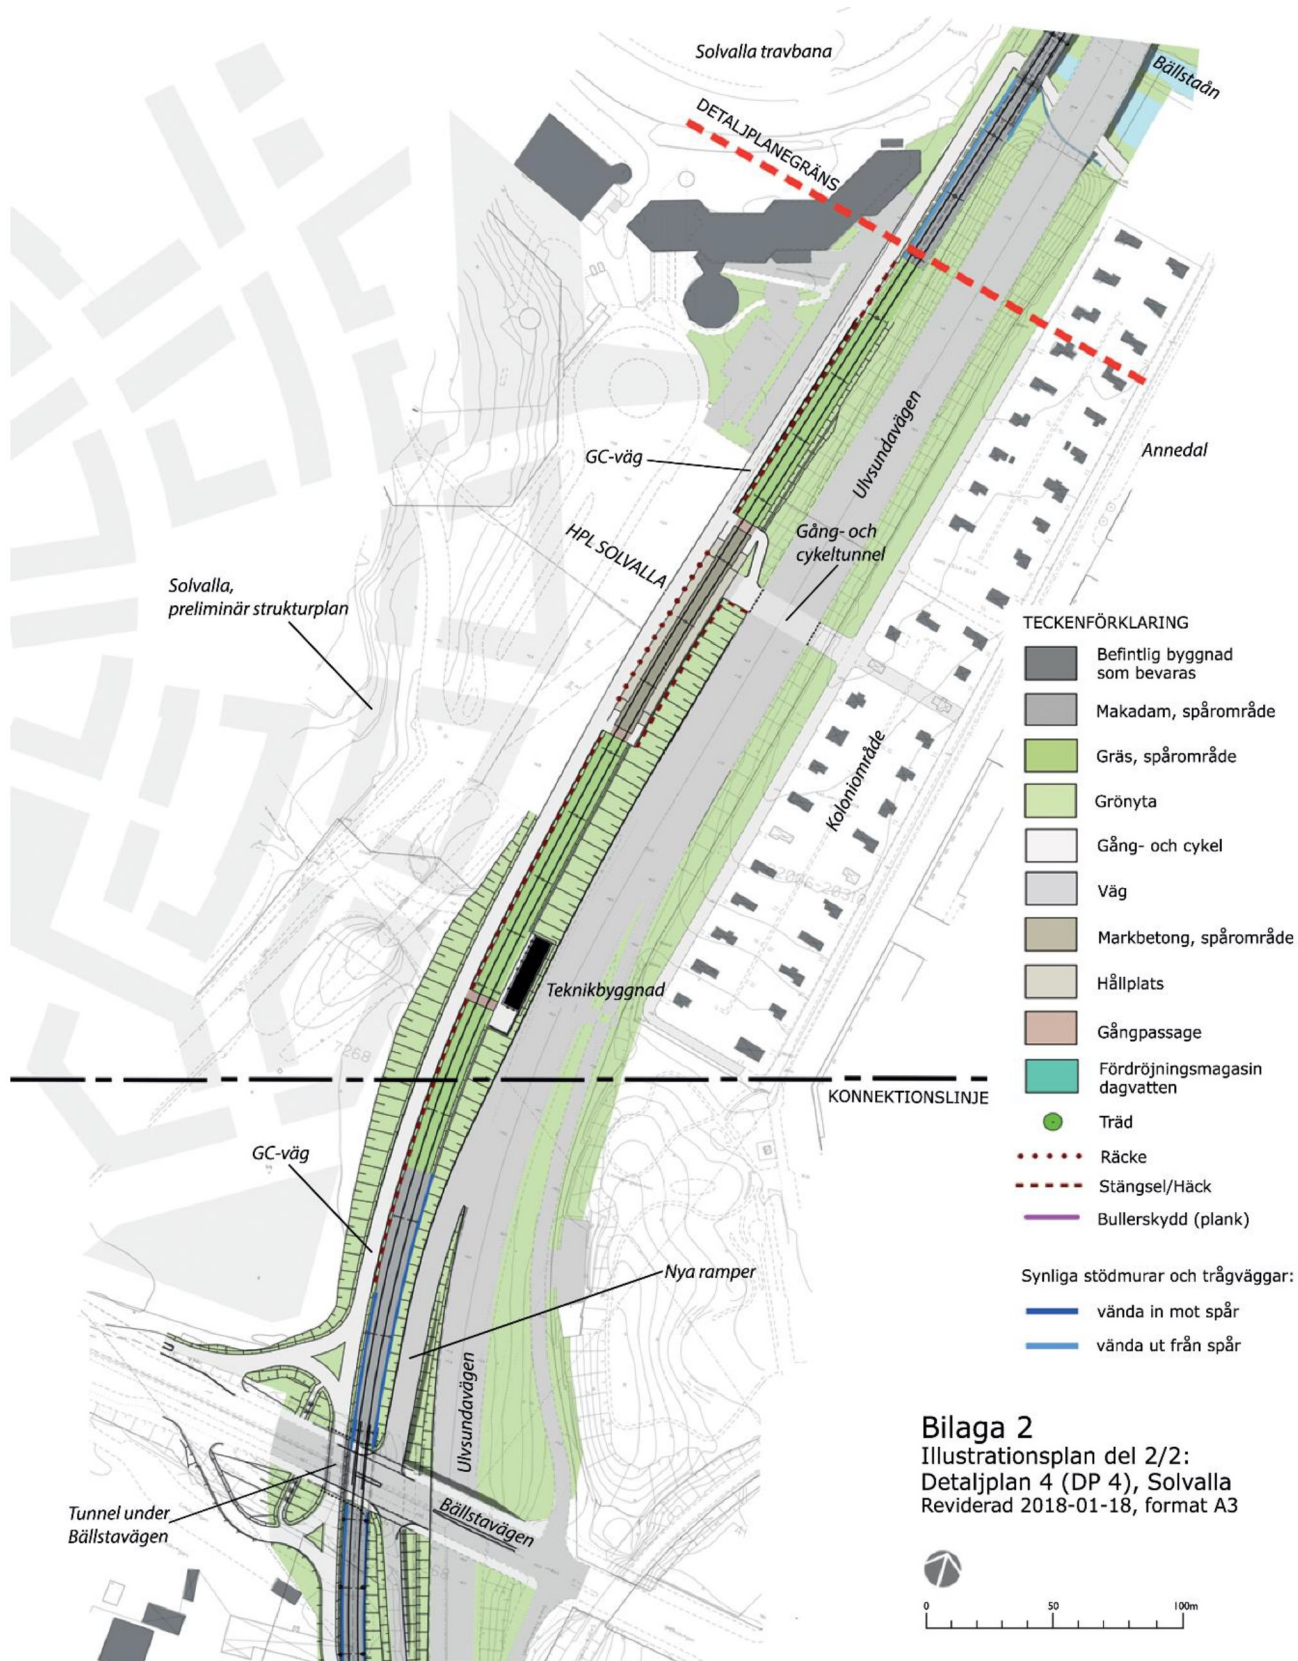 Solvalla travbana
Bällstaån
DETALJPLANEGRÄNS
Ulvsundavägen
Annedal
GC-väg
Gång- och
cykeltunnel
HPL SOLVALLA
Solvalla,
preliminär strukturplan
Koloniområde
Teknikbyggnad
268
KONNEKTIONSLINJE
GC-väg
Nya ramper
Ulvsundavägen
Tunnel under
Bällstavägen
Bällstavägen
268
TECKENFÖRKLARING
Befintlig byggnad
som bevaras
Makadam, spårområde
Gräs, spårområde
Grönyta
Gång- och cykel
Väg
Markbetong, spårområde
Hållplats
Gångpassage
Fördröjningsmagasin
dagvatten
Träd
Räcke
Stängsel/Häck
Bullerskydd (plank)
Synliga stödmurar och trågväggar:
vända in mot spår
vända ut från spår
Bilaga 2
Illustrationsplan del 2/2:
Detaljplan 4 (DP 4), Solvalla
Reviderad 2018-01-18, format A3
0 50 100m